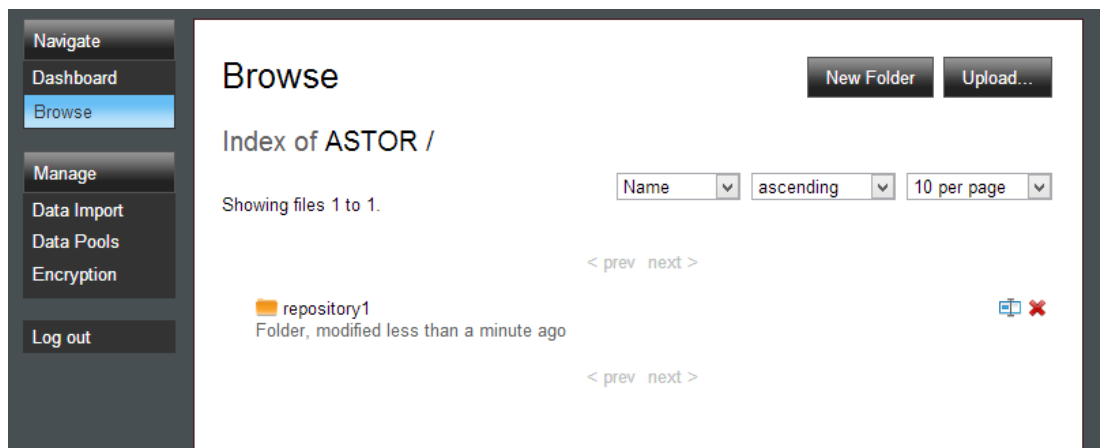 Navigate
Dashboard
Browse
Manage
Data Import
Data Pools
Encryption
Log out
Browse
New Folder Upload...
Index of ASTOR /
Name ascending 10 per page
Showing files 1 to 1.
< prev next >
repository1
Folder, modified less than a minute ago
< prev next >